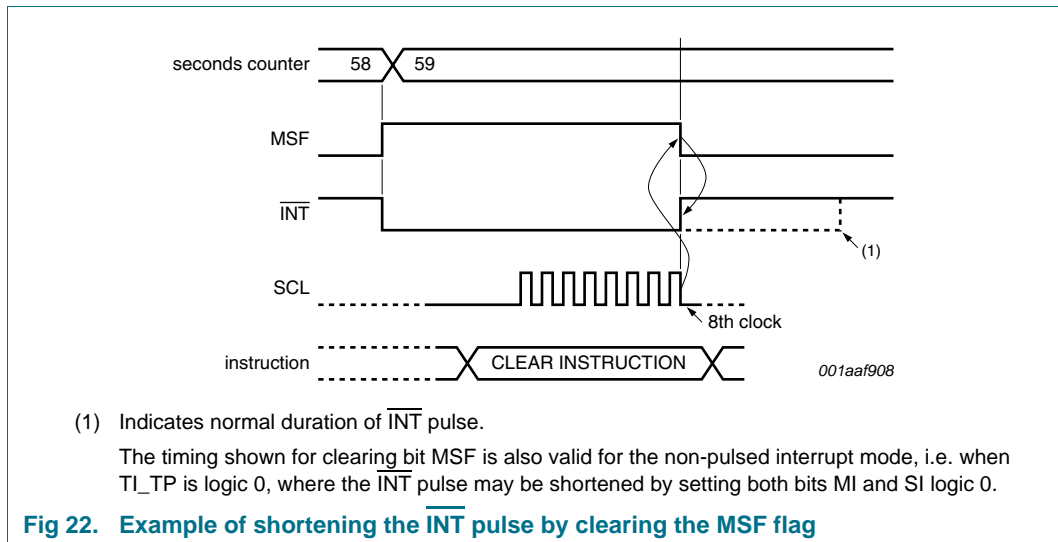 seconds counter 58 59
MSF
INT
(1)
SCL
8th clock
instruction CLEAR INSTRUCTION
001aaf908
(1) Indicates normal duration of INT pulse.
The timing shown for clearing bit MSF is also valid for the non-pulsed interrupt mode, i.e. when
TI_TP is logic 0, where the INT pulse may be shortened by setting both bits MI and SI logic 0.
Fig 22. Example of shortening the INT pulse by clearing the MSF flag